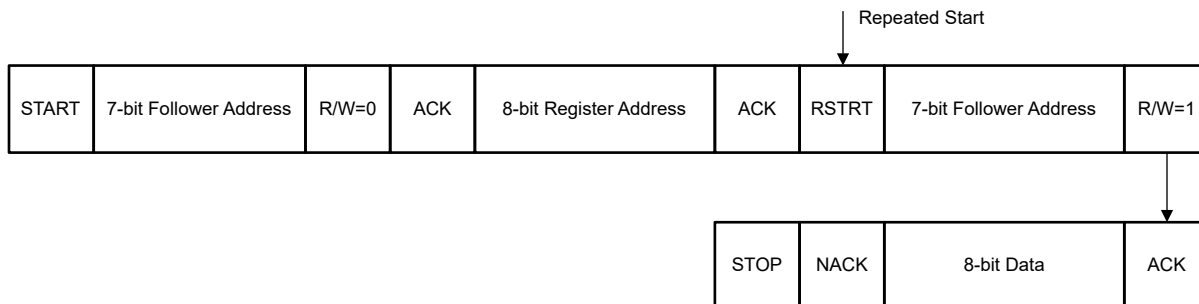 Repeated Start
START 7-bit Follower Address R/W=0 ACK 8-bit Register Address ACK RSTRT 7-bit Follower Address R/W=1
STOP NACK 8-bit Data ACK